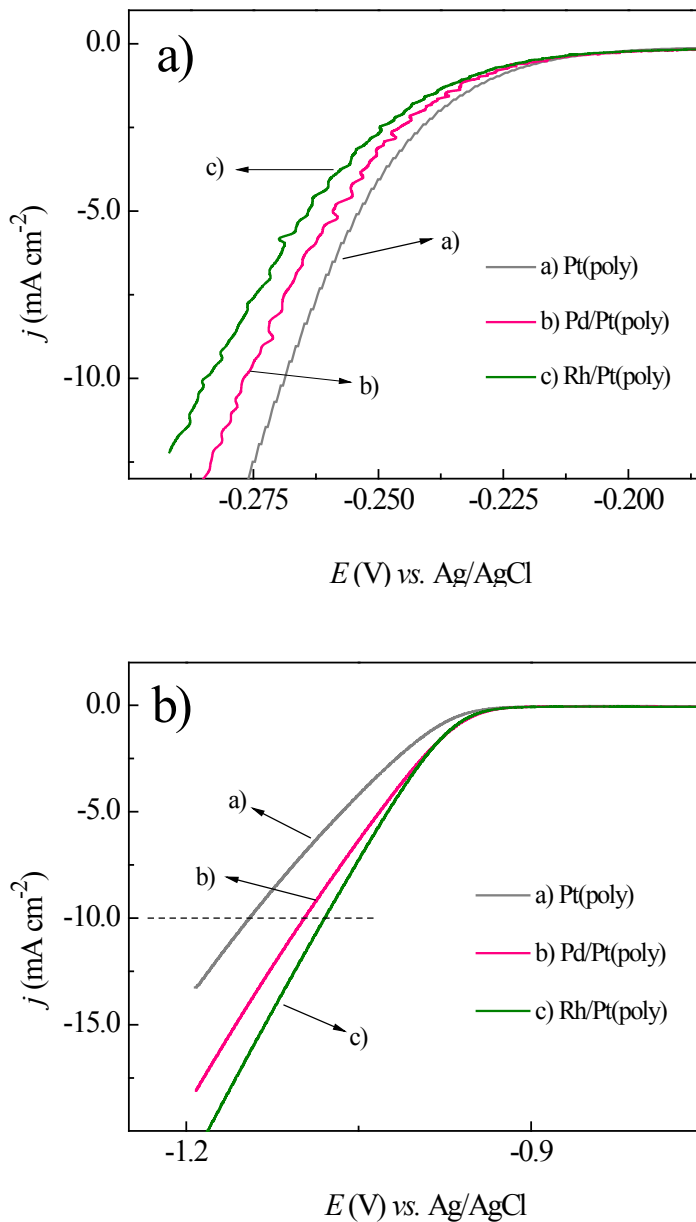 a)
0.0
-5.0
-10.0
j (mA cm-2)
c)
a)
b)
a) Pt(poly)
b) Pd/Pt(poly)
c) Rh/Pt(poly)
-0.275 -0.250 -0.225 -0.200
E (V) vs. Ag/AgCl
b)
0.0
-5.0
-10.0
-15.0
j (mA cm-2)
a)
b)
c)
a) Pt(poly)
b) Pd/Pt(poly)
c) Rh/Pt(poly)
-1.2 -0.9
E (V) vs. Ag/AgCl